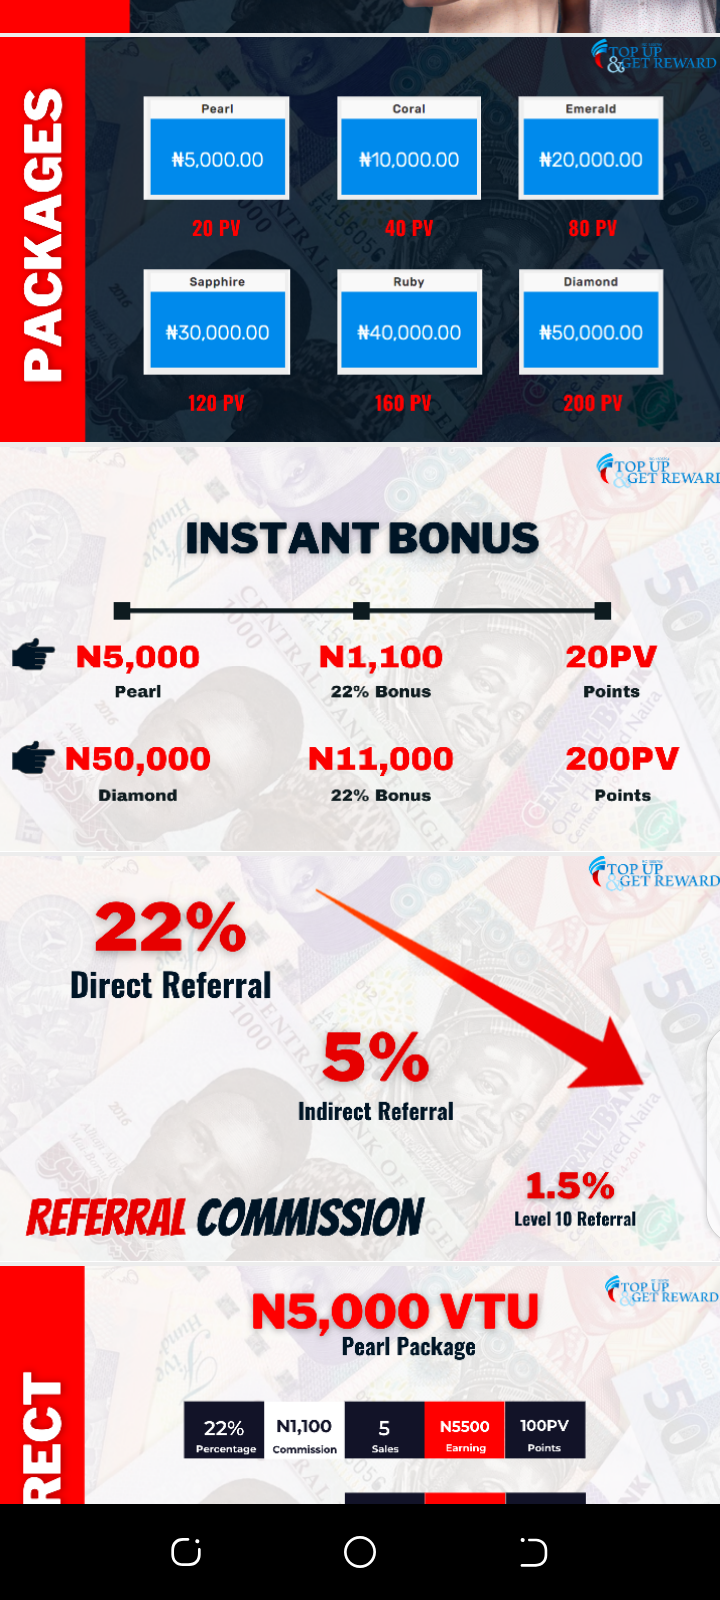 TOP UP
& GET REWARD
PACKAGES
Pearl
Coral
Emerald
₦5,000.00
₦10,000.00
₦20,000.00
20 PV
40 PV
80 PV
Sapphire
Ruby
Diamond
₦30,000.00
₦40,000.00
₦50,000.00
120 PV
160 PV
200 PV
TOP UP
& GET REWARD
INSTANT BONUS
N5,000
N1,100
20PV
Pearl
22% Bonus
Points
N50,000
N11,000
200PV
Diamond
22% Bonus
Points
TOP UP
& GET REWARD
22%
Direct Referral
5%
Indirect Referral
1.5%
Level 10 Referral
REFERRAL COMMISSION
TOP UP
& GET REWARD
N5,000 VTU
Pearl Package
RECT
22%
N1,100
5
N5500
100PV
Percentage
Commission
Sales
Earning
Points